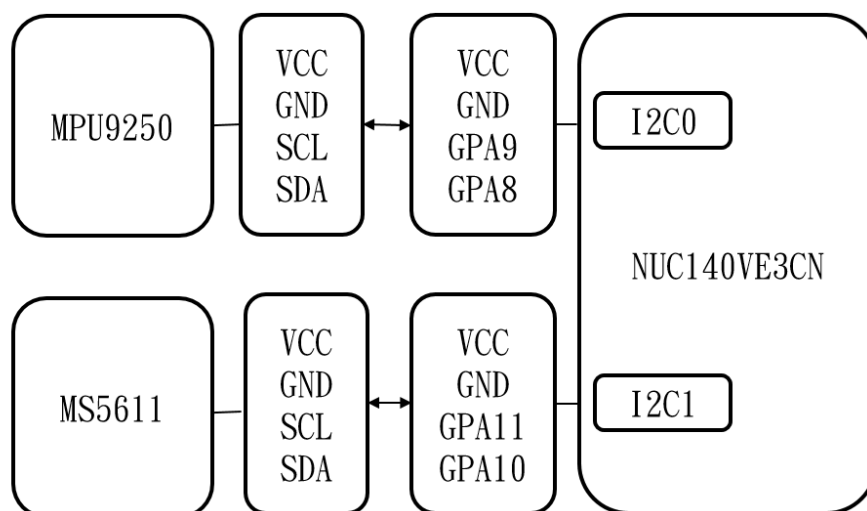 MPU9250
VCC
GND
SCL
SDA
VCC
GND
GPA9
GPA8
I2C0
NUC140VE3CN
MS5611
VCC
GND
SCL
SDA
VCC
GND
GPA11
GPA10
I2C1